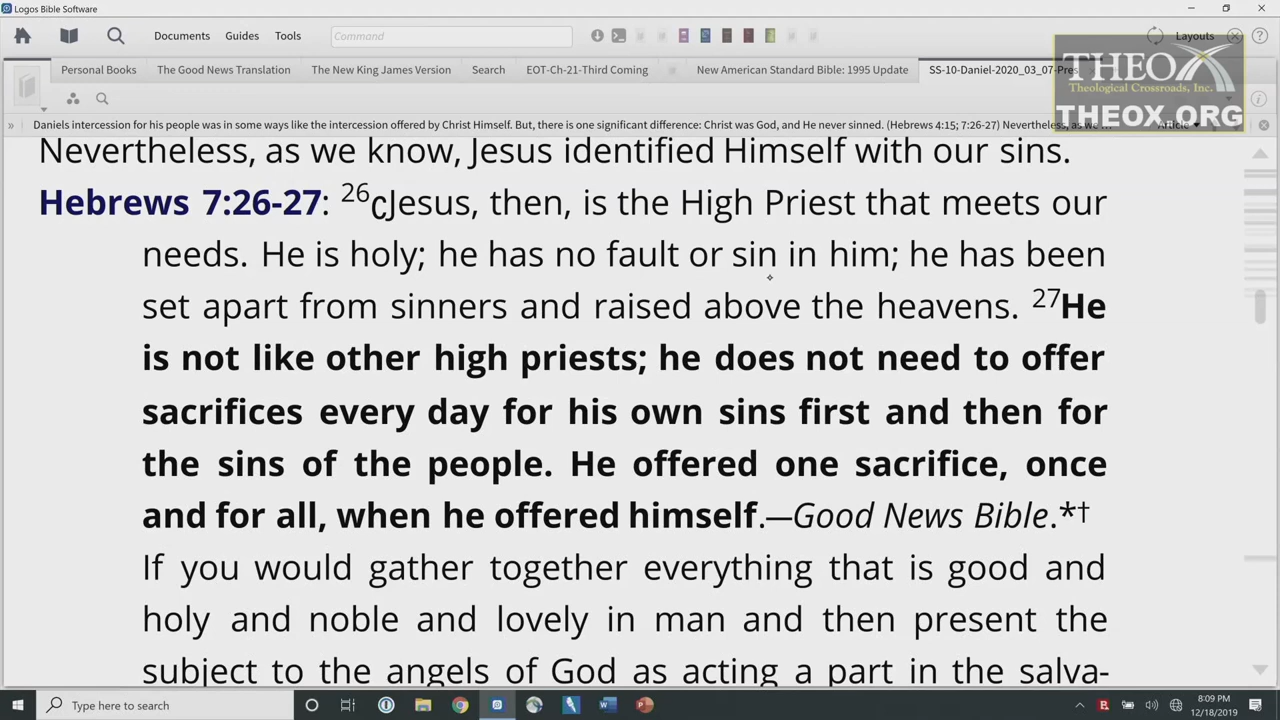 Logos Bible Software
Documents Guides Tools Command Layouts
Personal Books The Good News Translation The New King James Version Search EOT-Ch-21-Third Coming New American Standard Bible: 1995 Update SS-10-Daniel-2020_03_07-Pres
THEOX
Theological Crossroads, Inc.
THEOX.ORG
» Daniels intercession for his people was in some ways like the intercession offered by Christ Himself. But there is one significant difference: Christ was God, and He never sinned. (Hebrews 4:15; 7:26-27) Nevertheless, as we ... Article
Nevertheless, as we know, Jesus identified Himself with our sins.
Hebrews 7:26-27: 26cJesus, then, is the High Priest that meets our
needs. He is holy; he has no fault or sin in him; he has been
set apart from sinners and raised above the heavens. 27He
is not like other high priests; he does not need to offer
sacrifices every day for his own sins first and then for
the sins of the people. He offered one sacrifice, once
and for all, when he offered himself.—Good News Bible.*†
If you would gather together everything that is good and
holy and noble and lovely in man and then present the
subject to the angels of God as acting a part in the salva-
Type here to search
8:09 PM
12/18/2019